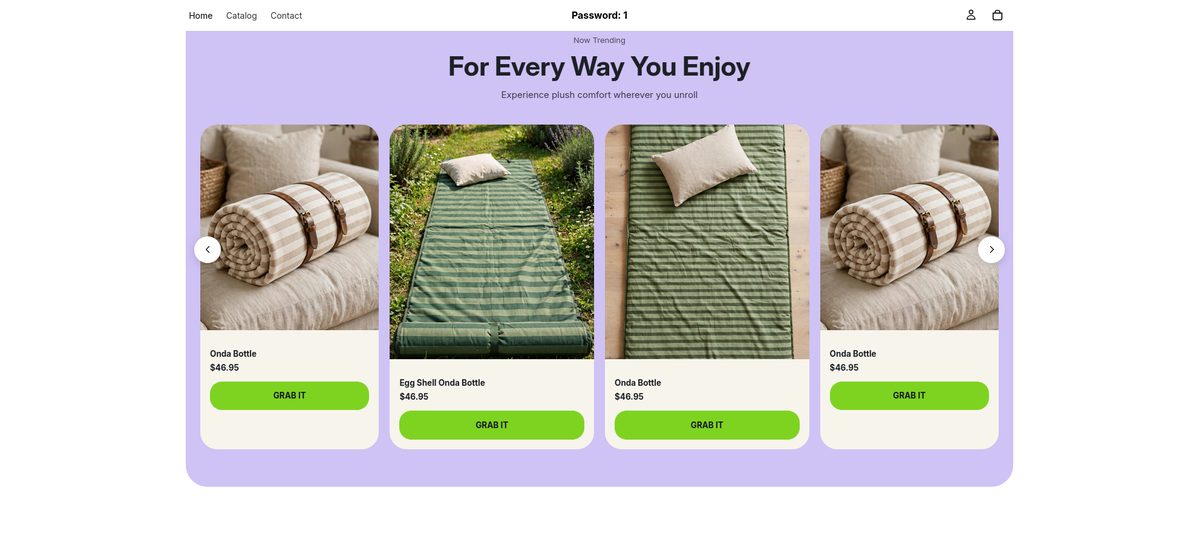 Home Catalog Contact Password: 1
Now Trending
For Every Way You Enjoy
Experience plush comfort wherever you unroll
Onda Bottle
$46.95
GRAB IT
Egg Shell Onda Bottle
$46.95
GRAB IT
Onda Bottle
$46.95
GRAB IT
Onda Bottle
$46.95
GRAB IT